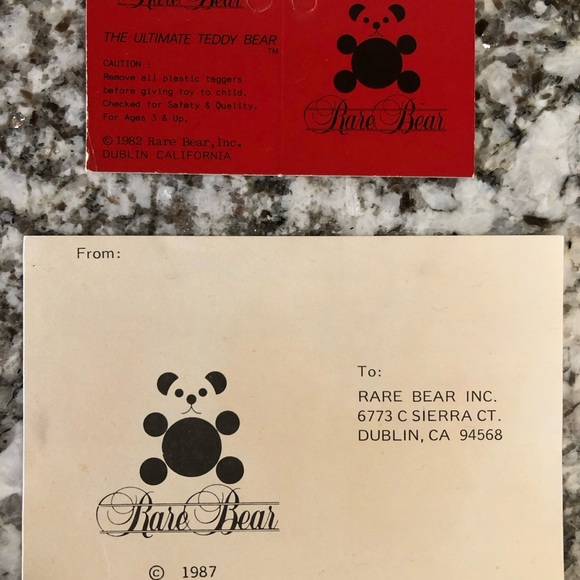 Rare Bear
THE ULTIMATE TEDDY BEAR
TM
CAUTION :
Remove all plastic taggers
before giving toy to child.
Checked for Safety & Quality.
For Ages 3 & Up.
© 1982 Rare Bear, Inc.
DUBLIN CALIFORNIA
Rare Bear
From:
To:
RARE BEAR INC.
6773 C SIERRA CT.
DUBLIN, CA 94568
Rare Bear
© 1987